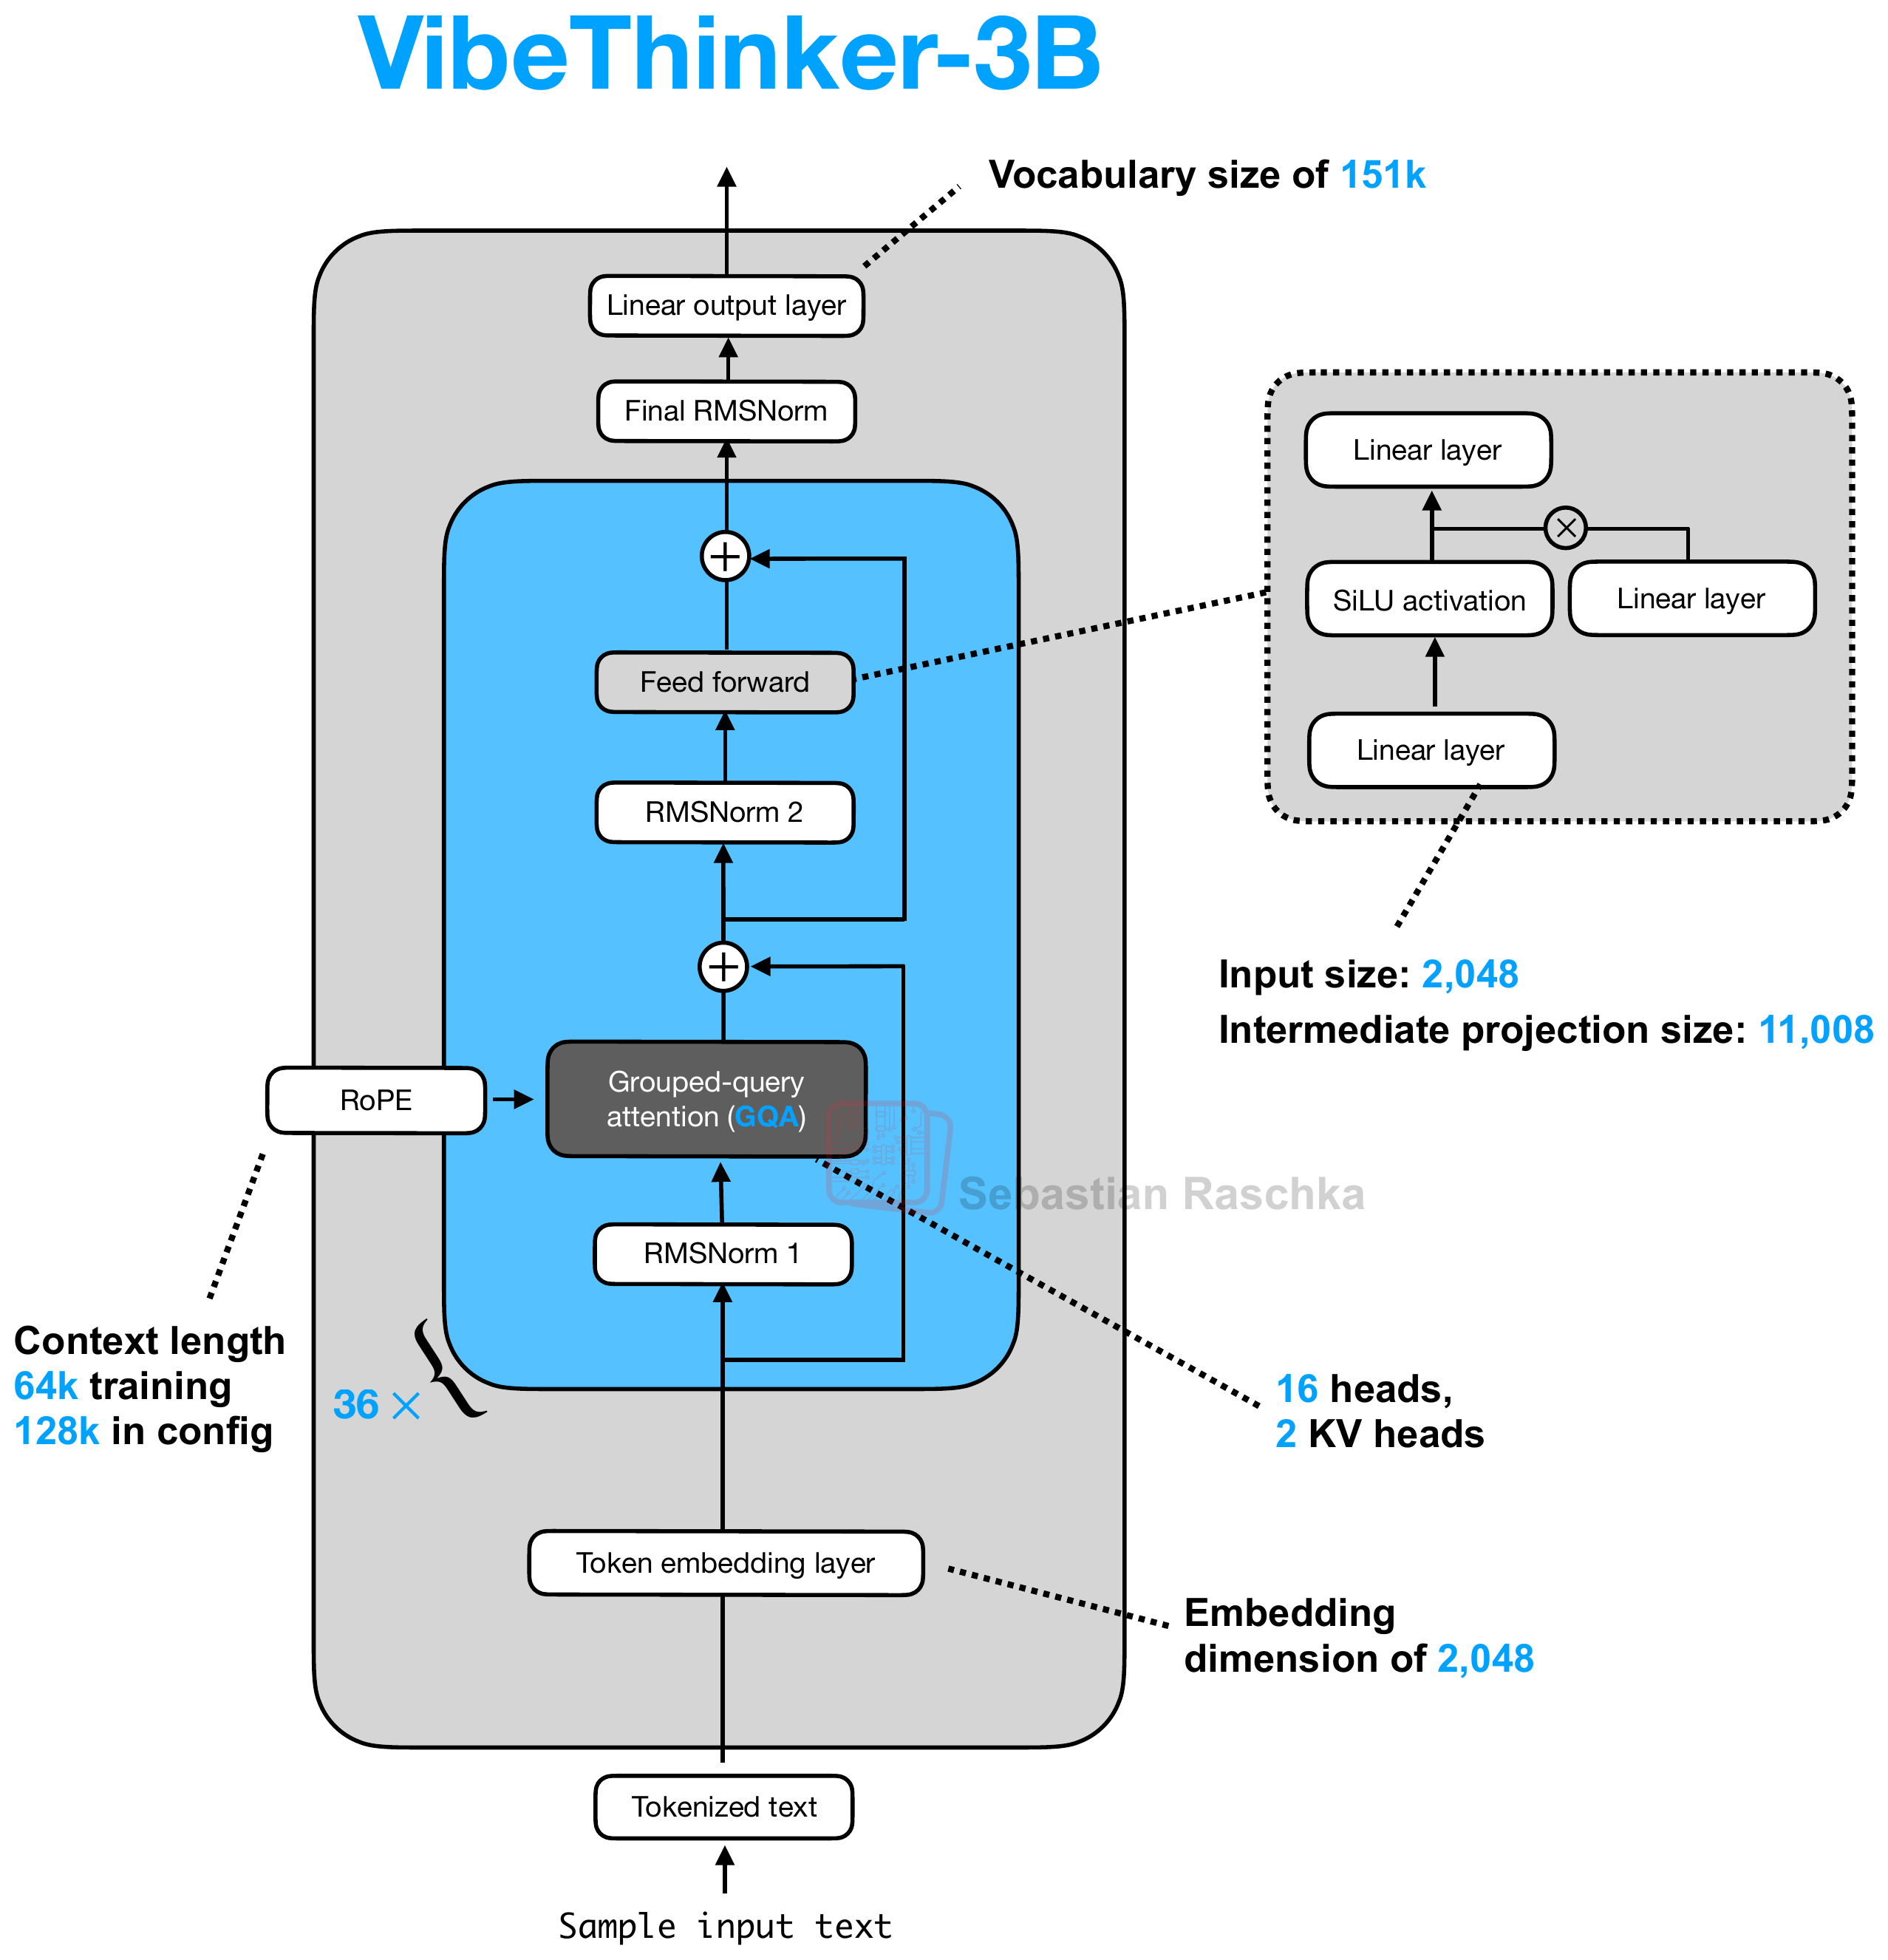 VibeThinker-3B
Vocabulary size of 151k
Linear output layer
Final RMSNorm
Linear layer
SiLU activation
Linear layer
Linear layer
Feed forward
RMSNorm 2
Input size: 2,048
Intermediate projection size: 11,008
Grouped-query
attention (GQA)
RoPE
Sebastian Raschka
RMSNorm 1
Context length
64k training
128k in config
36 ×
16 heads,
2 KV heads
Token embedding layer
Embedding
dimension of 2,048
Tokenized text
Sample input text